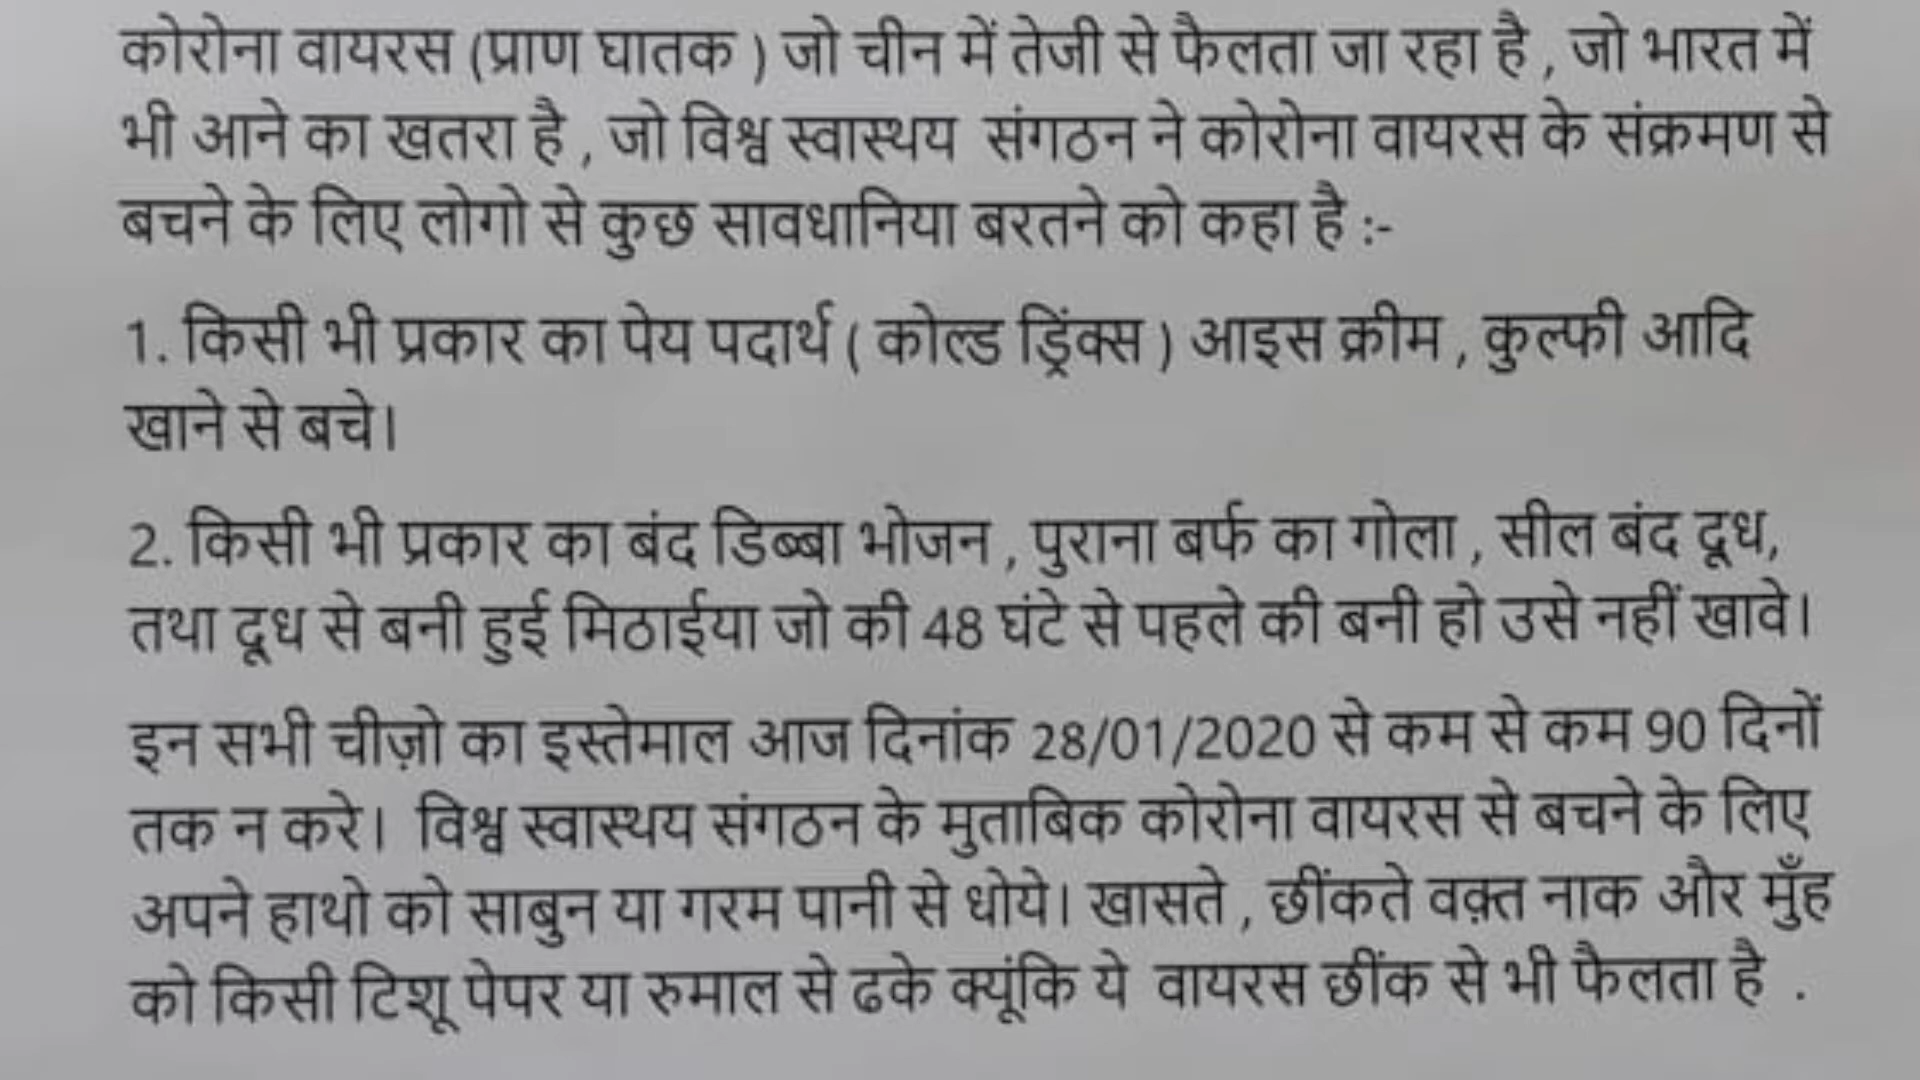 कोरोना वायरस (प्राण घातक ) जो चीन में तेजी से फैलता जा रहा है , जो भारत में
भी आने का खतरा है , जो विश्व स्वास्थय  संगठन ने कोरोना वायरस के संक्रमण से
बचने के लिए लोगो से कुछ सावधानिया बरतने को कहा है :-
1. किसी भी प्रकार का पेय पदार्थ ( कोल्ड ड्रिंक्स ) आइस क्रीम , कुल्फी आदि
खाने से बचे।
2. किसी भी प्रकार का बंद डिब्बा भोजन , पुराना बर्फ का गोला , सील बंद दूध,
तथा दूध से बनी हुई मिठाईया जो की 48 घंटे से पहले की बनी हो उसे नहीं खावे।
इन सभी चीज़ो का इस्तेमाल आज दिनांक 28/01/2020 से कम से कम 90 दिनों
तक न करे।  विश्व स्वास्थय संगठन के मुताबिक कोरोना वायरस से बचने के लिए
अपने हाथो को साबुन या गरम पानी से धोये। खासते , छींकते वक़्त नाक और मुँह
को किसी टिशू पेपर या रुमाल से ढके क्यूंकि ये  वायरस छींक से भी फैलता है  .